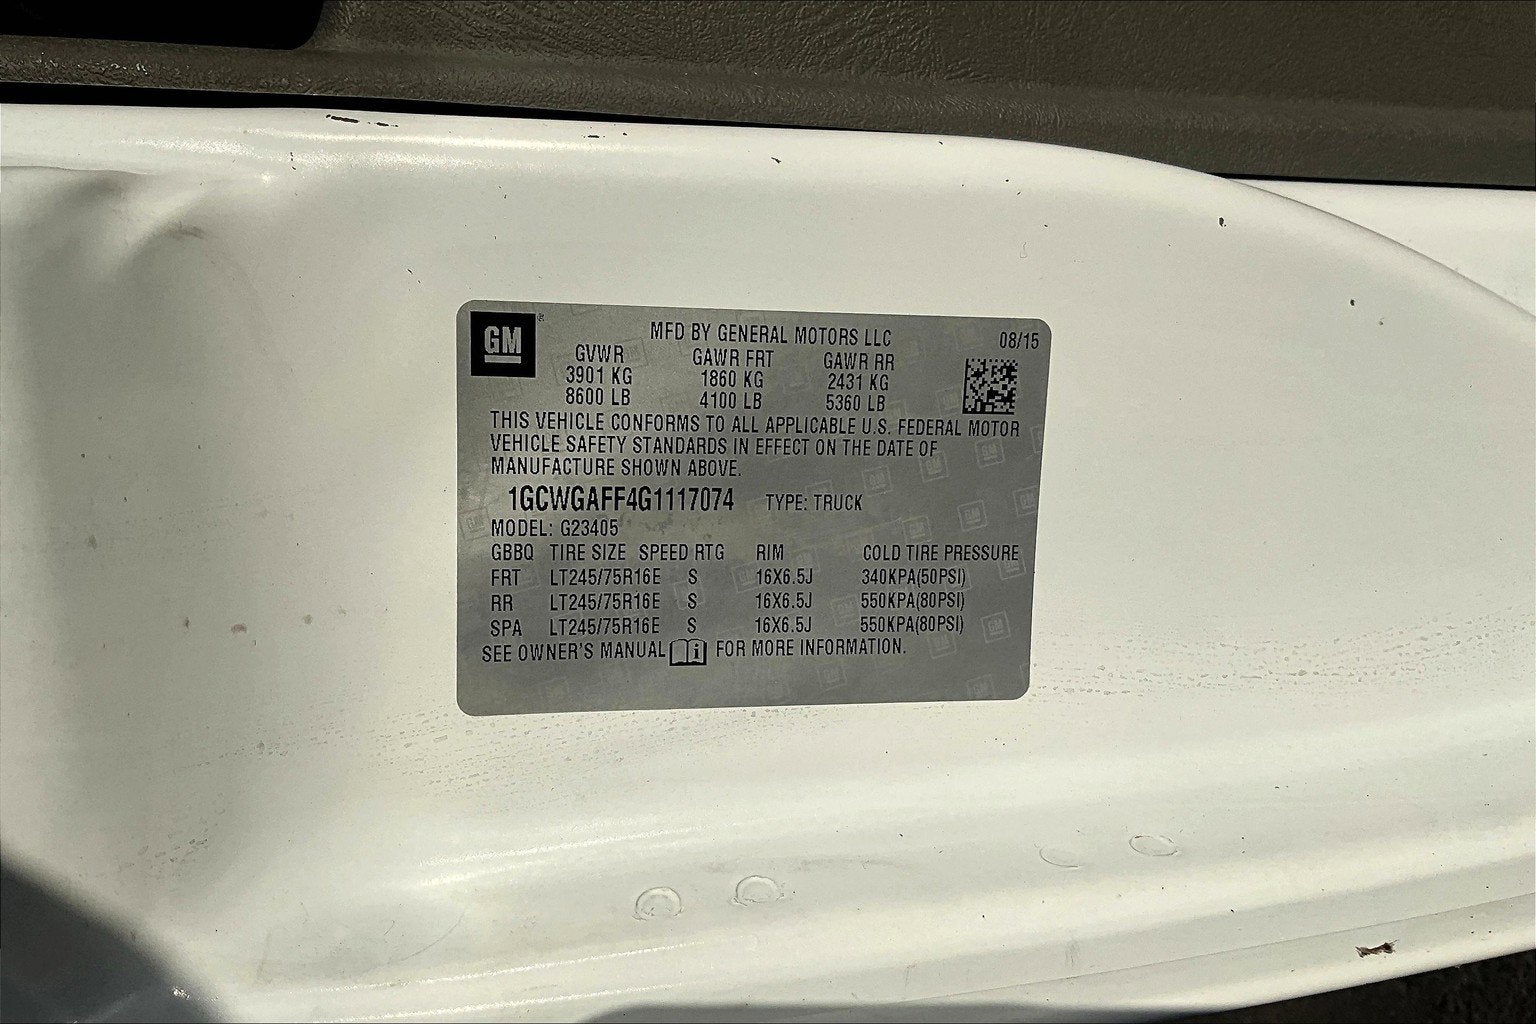 GM
MFD BY GENERAL MOTORS LLC 08/15
GVWR GAWR FRT GAWR RR
3901 KG 1860 KG 2431 KG
8600 LB 4100 LB 5360 LB
THIS VEHICLE CONFORMS TO ALL APPLICABLE U.S. FEDERAL MOTOR
VEHICLE SAFETY STANDARDS IN EFFECT ON THE DATE OF
MANUFACTURE SHOWN ABOVE.
1GCWGAFF4G1117074 TYPE: TRUCK
MODEL: G23405
GBBQ TIRE SIZE SPEED RTG RIM COLD TIRE PRESSURE
FRT LT245/75R16E S 16X6.5J 340KPA(50PSI)
RR LT245/75R16E S 16X6.5J 550KPA(80PSI)
SPA LT245/75R16E S 16X6.5J 550KPA(80PSI)
SEE OWNER'S MANUAL i FOR MORE INFORMATION.